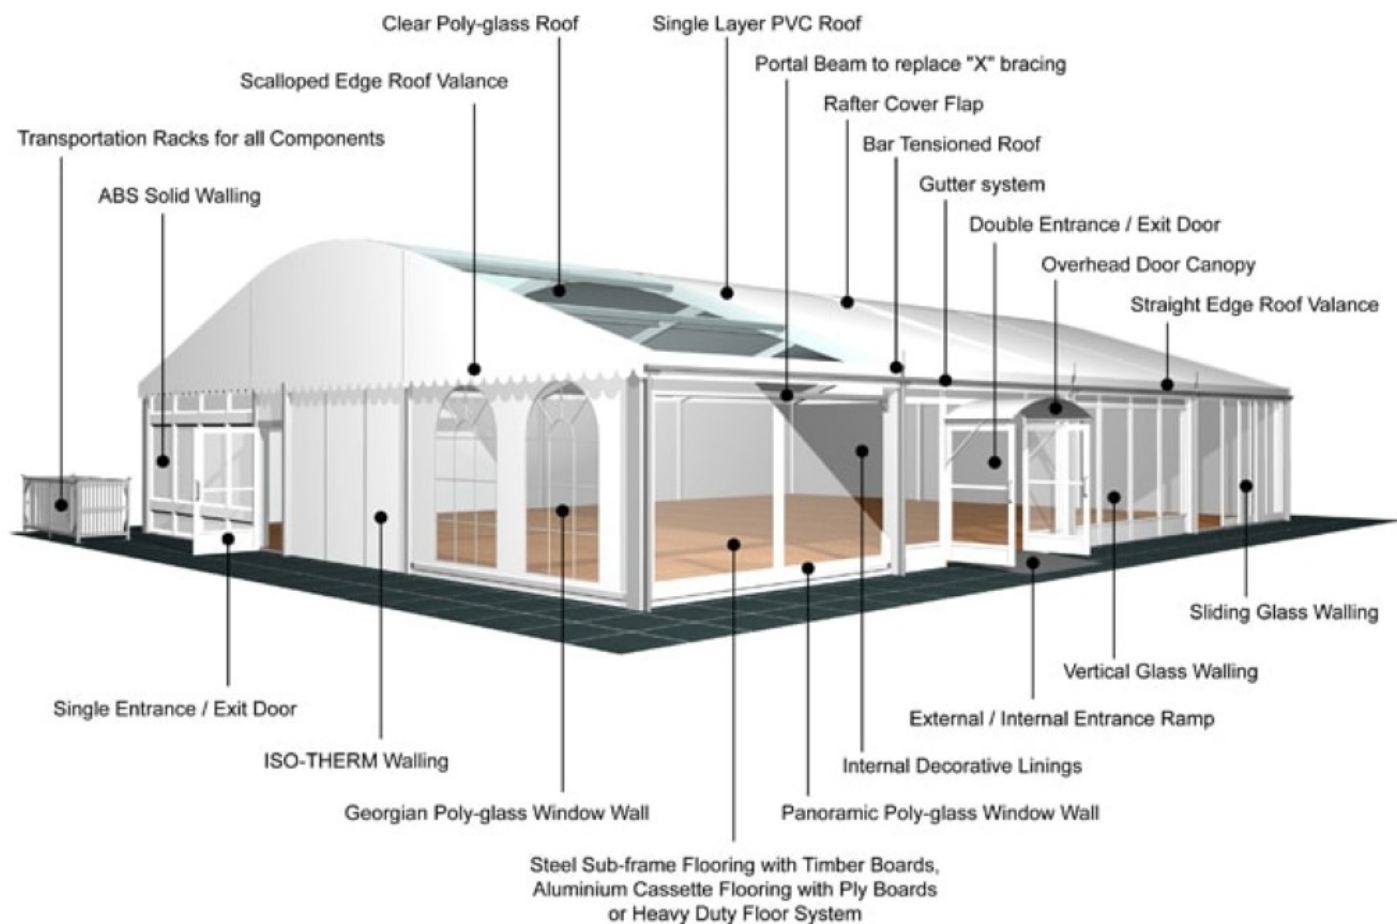 Clear Poly-glass Roof
Single Layer PVC Roof
Portal Beam to replace "X" bracing
Scalloped Edge Roof Valance
Rafter Cover Flap
Transportation Racks for all Components
Bar Tensioned Roof
ABS Solid Walling
Gutter system
Double Entrance / Exit Door
Overhead Door Canopy
Straight Edge Roof Valance
Sliding Glass Walling
Vertical Glass Walling
Single Entrance / Exit Door
External / Internal Entrance Ramp
ISO-THERM Walling
Internal Decorative Linings
Georgian Poly-glass Window Wall
Panoramic Poly-glass Window Wall
Steel Sub-frame Flooring with Timber Boards,
Aluminium Cassette Flooring with Ply Boards
or Heavy Duty Floor System